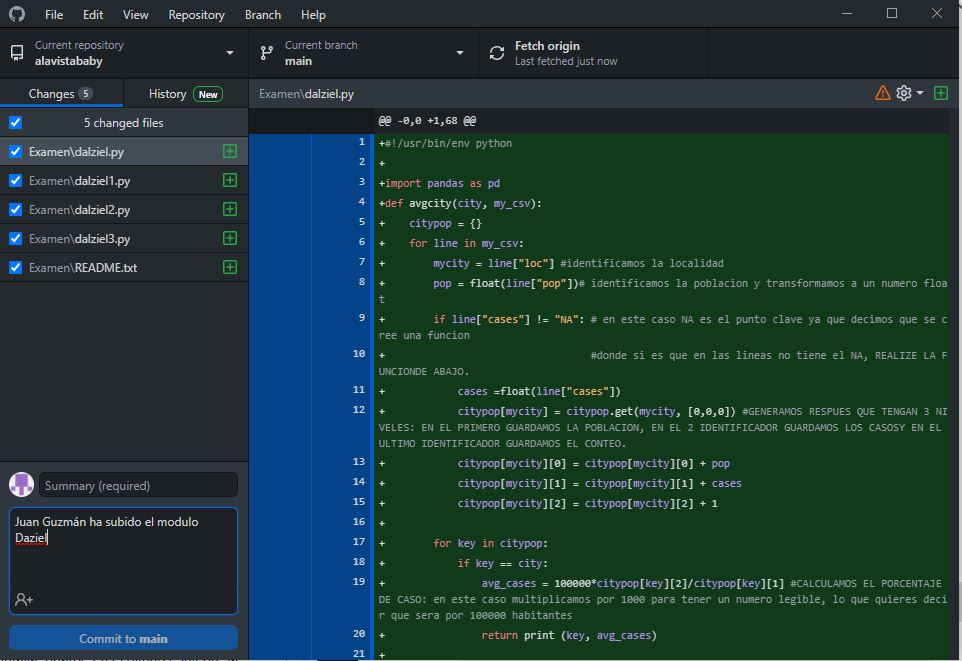 File Edit View Repository Branch Help
Current repository
alavistababy
Current branch
main
Fetch origin
Last fetched just now
Changes 5
History New
Examen\dalziel.py
5 changed files
Examen\dalziel.py
Examen\dalziel1.py
Examen\dalziel2.py
Examen\dalziel3.py
Examen\README.txt
Summary (required)
Juan Guzmán ha subido el modulo
Daziel
Commit to main
@@ -0,0 +1,68 @@
1 +#!/usr/bin/env python
2 +
3 +import pandas as pd
4 +def avgcity(city, my_csv):
5 +    citypop = {}
6 +    for line in my_csv:
7 +        mycity = line["loc"] #identificamos la localidad
8 +        pop = float(line["pop"])# identificamos la poblacion y transformamos a un numero floa
t
9 +        if line["cases"] != "NA": # en este caso NA es el punto clave ya que decimos que se c
ree una funcion
10 +                                  #donde si es que en las lineas no tiene el NA, REALIZE LA F
UNCIONDE ABAJO.
11 +            cases =float(line["cases"])
12 +            citypop[mycity] = citypop.get(mycity, [0,0,0]) #GENERAMOS RESPUES QUE TENGAN 3 NI
VELES: EN EL PRIMERO GUARDAMOS LA POBLACION, EN EL 2 IDENTIFICADOR GUARDAMOS LOS CASOSY EN EL
ULTIMO IDENTIFICADOR GUARDAMOS EL CONTEO.
13 +            citypop[mycity][0] = citypop[mycity][0] + pop
14 +            citypop[mycity][1] = citypop[mycity][1] + cases
15 +            citypop[mycity][2] = citypop[mycity][2] + 1
16 +
17 +        for key in citypop:
18 +            if key == city:
19 +                avg_cases = 100000*citypop[key][2]/citypop[key][1] #CALCULAMOS EL PORCENTAJE
DE CASO: en este caso multiplicamos por 1000 para tener un numero legible, lo que quieres deci
r que sera por 100000 habitantes
20 +                return print (key, avg_cases)
21 +